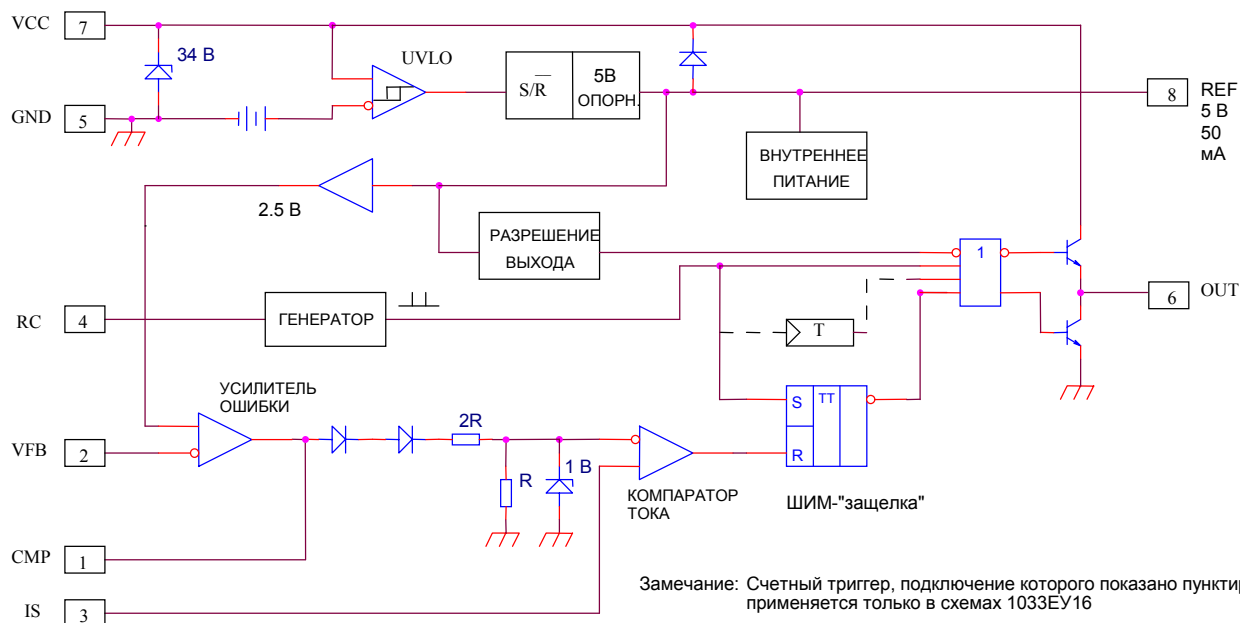 VCC 7
34 В
UVLO
S/R
5В
ОПОРН.
8
REF
5 В
50
мА
GND 5
ВНУТРЕННЕЕ
ПИТАНИЕ
2.5 В
РАЗРЕШЕНИЕ
ВЫХОДА
1
6 OUT
RC 4
ГЕНЕРАТОР
T
УСИЛИТЕЛЬ
ОШИБКИ
S TT
R
VFB 2
2R
R
1 В
КОМПАРАТОР
ТОКА
ШИМ-"защелка"
CMP 1
IS 3
Замечание: Счетный триггер, подключение которого показано пункти
применяется только в схемах 1033ЕУ16